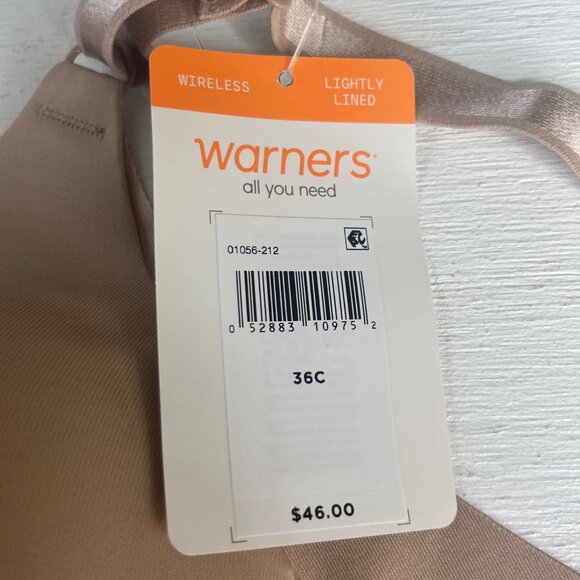 WIRELESS
LIGHTLY
LINED
warners®
all you need
01056-212
0 52883 10975 2
36C
$46.00